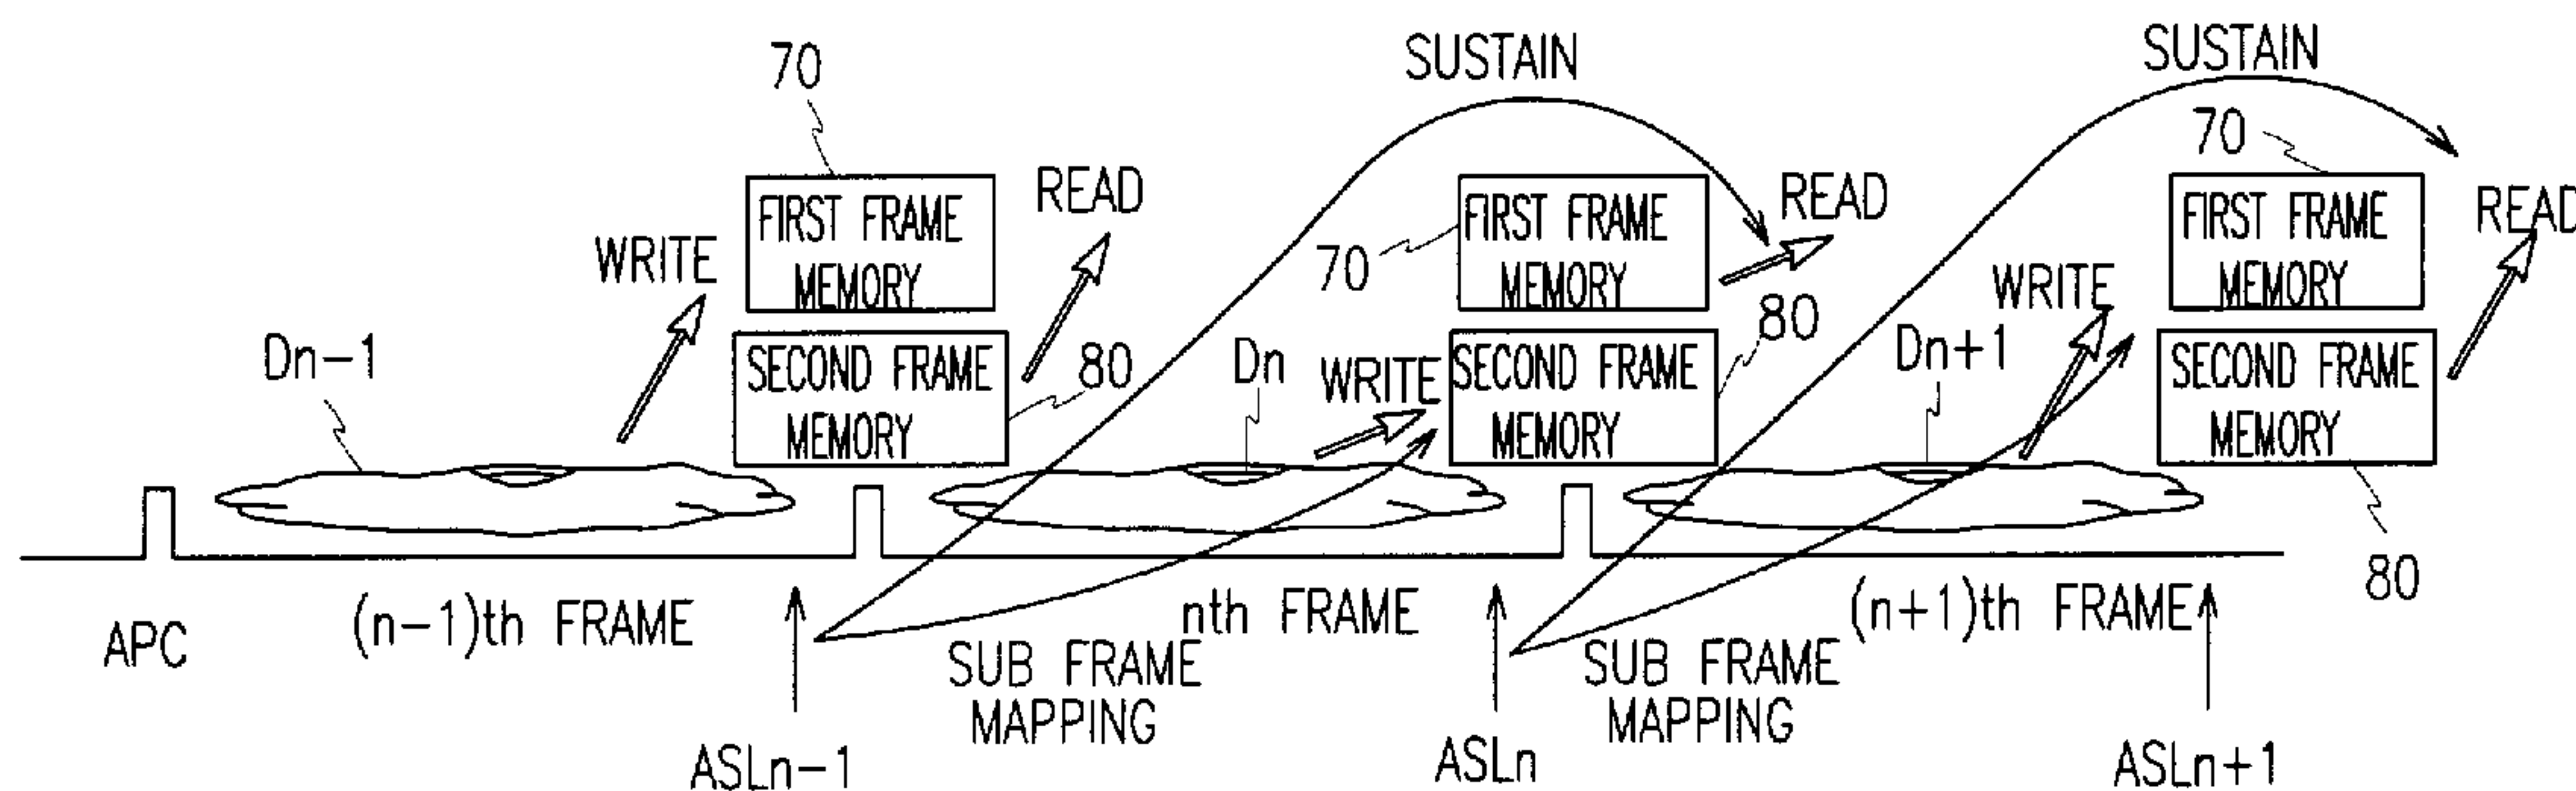 SUSTAIN
SUSTAIN
70
70
READ
READ
READ
FIRST FRAME
MEMORY
FIRST FRAME
MEMORY
FIRST FRAME
MEMORY
70
WRITE
WRITE
WRITE
Dn-1
SECOND FRAME
MEMORY
80
Dn
SECOND FRAME
MEMORY
80
Dn+1
SECOND FRAME
MEMORY
80
APC
(n-1)th FRAME
nth FRAME
(n+1)th FRAME
SUB FRAME
MAPPING
SUB FRAME
MAPPING
ASLn-1
ASLn
ASLn+1